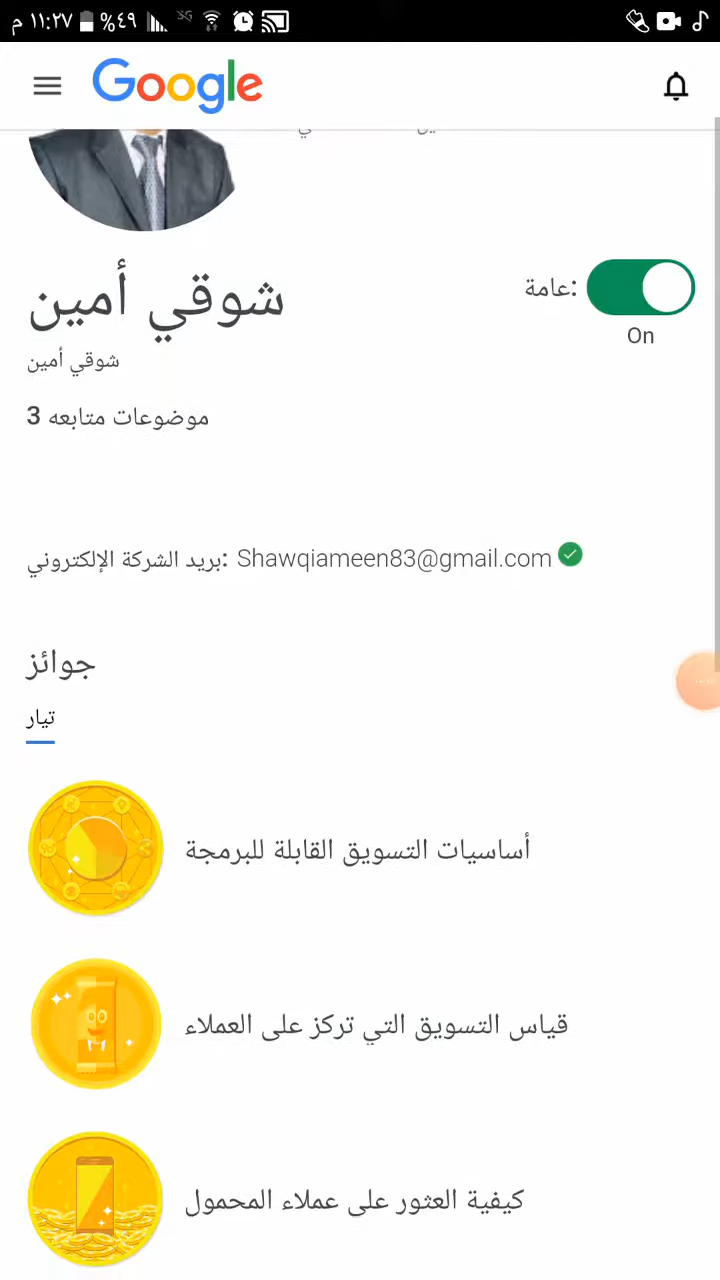 ١١:٢٧ م %٤٩ 3G
Google
شوقي أمين
عامة:
On
شوقي أمين
3 موضوعات متابعه
بريد الشركة الإلكتروني: Shawqiameen83@gmail.com
جوائز
تيار
أساسيات التسويق القابلة للبرمجة
قياس التسويق التي تركز على العملاء
كيفية العثور على عملاء المحمول